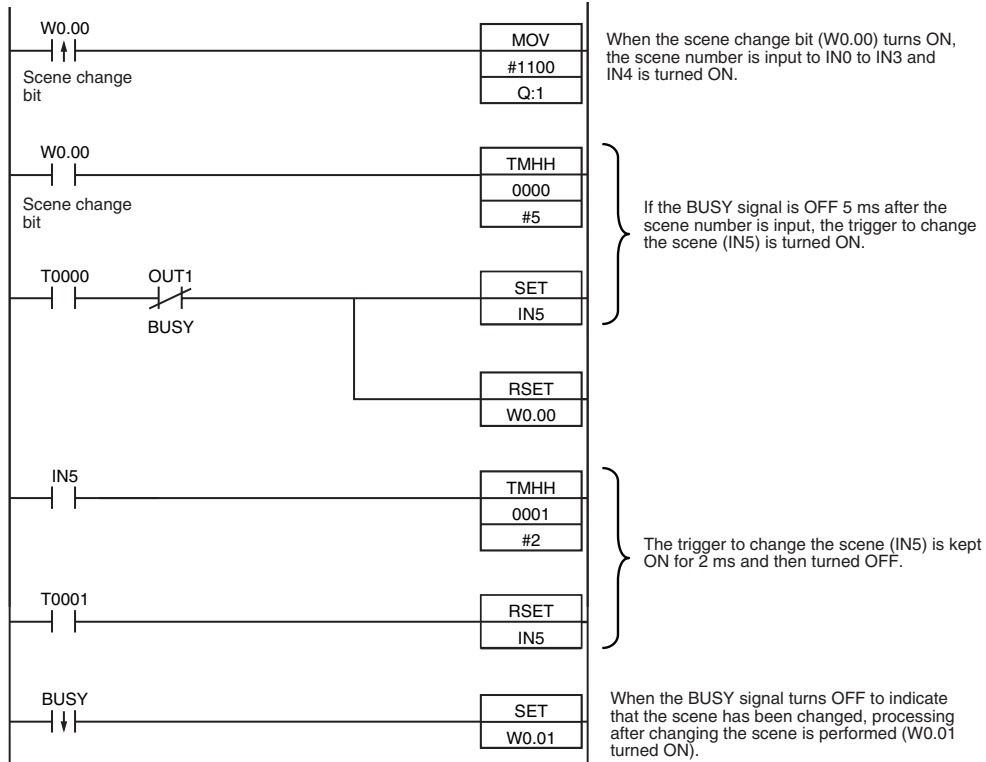 W0.00
Scene change
bit
MOV
#1100
Q:1
When the scene change bit (W0.00) turns ON,
the scene number is input to IN0 to IN3 and
IN4 is turned ON.
W0.00
Scene change
bit
TMHH
0000
#5
If the BUSY signal is OFF 5 ms after the
scene number is input, the trigger to change
the scene (IN5) is turned ON.
T0000
OUT1
BUSY
SET
IN5
RSET
W0.00
IN5
TMHH
0001
#2
The trigger to change the scene (IN5) is kept
ON for 2 ms and then turned OFF.
T0001
RSET
IN5
BUSY
SET
W0.01
When the BUSY signal turns OFF to indicate
that the scene has been changed, processing
after changing the scene is performed (W0.01
turned ON).